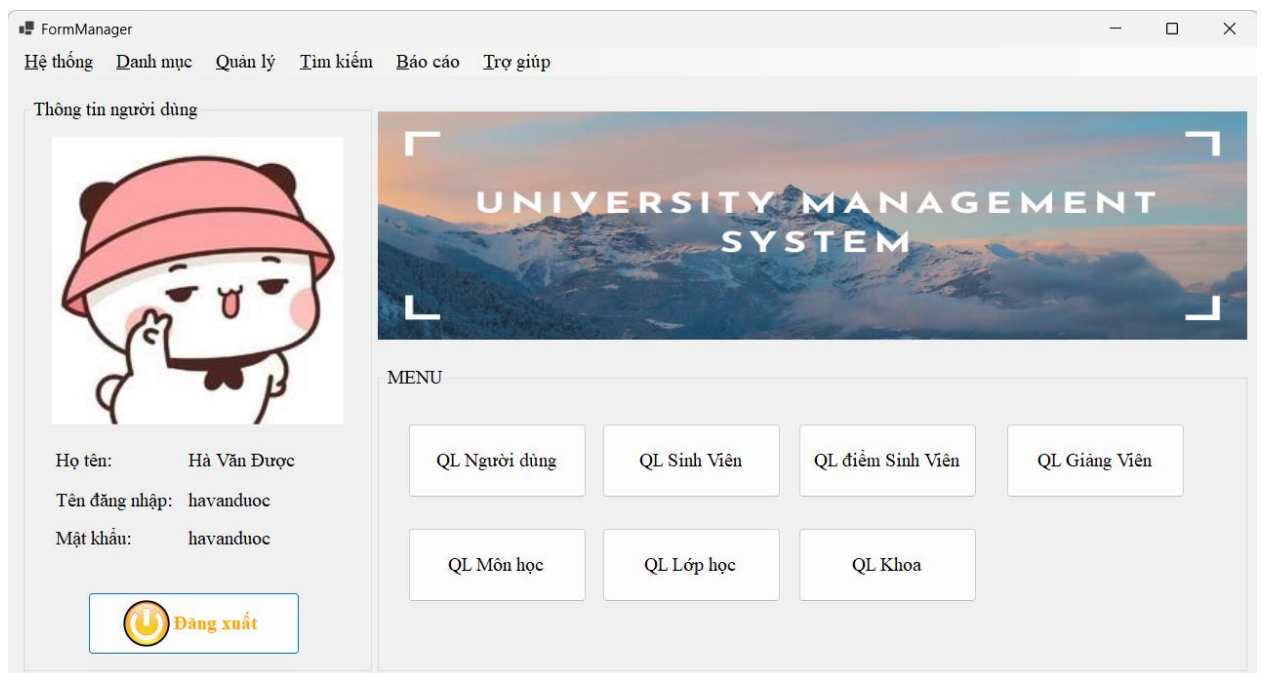 FormManager
Hệ thống Danh mục Quản lý Tìm kiếm Báo cáo Trợ giúp
Thông tin người dùng
Họ tên: Hà Văn Được
Tên đăng nhập: havanduoc
Mật khẩu: havanduoc
Đăng xuất
UNIVERSITY MANAGEMENT
SYSTEM
MENU
QL Người dùng QL Sinh Viên QL điểm Sinh Viên QL Giảng Viên
QL Môn học QL Lớp học QL Khoa